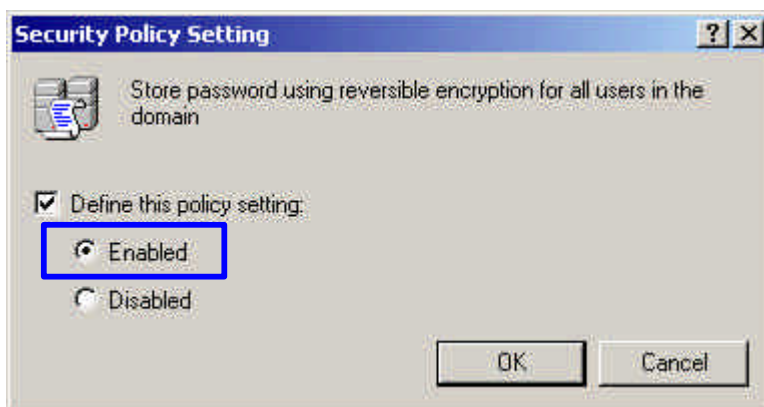 Security Policy Setting
Store password using reversible encryption for all users in the
domain
Define this policy setting:
Enabled
Disabled
OK Cancel